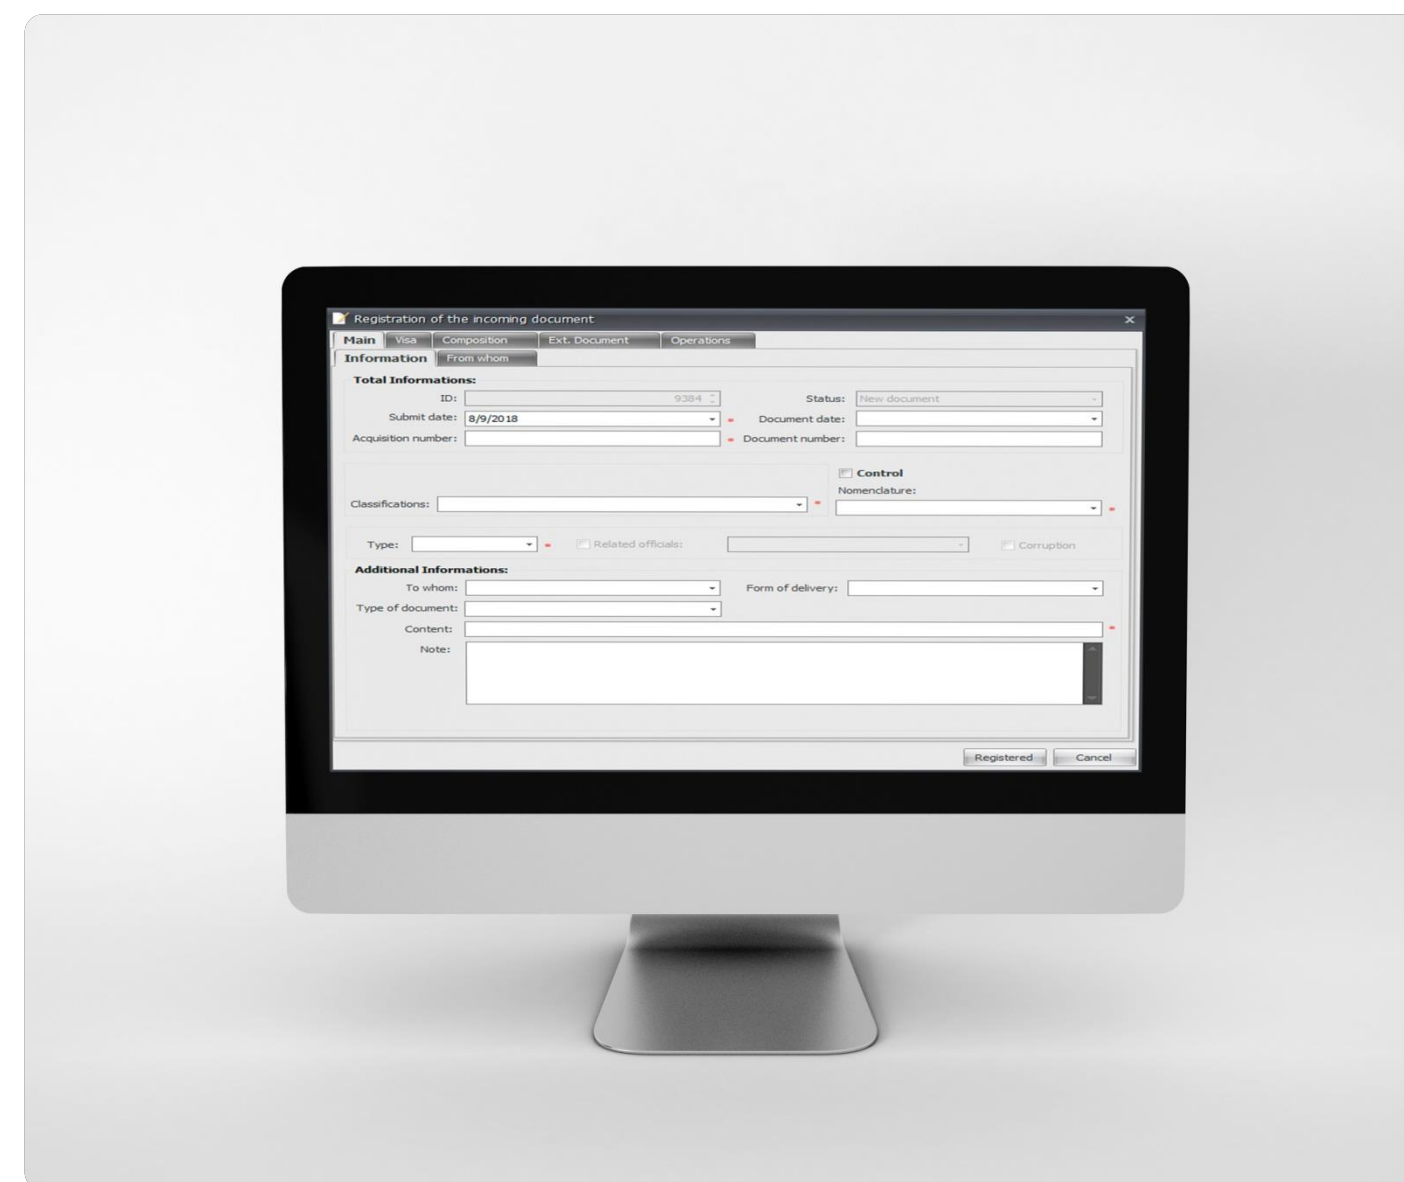 Registration of the incoming document
Main Visa Composition Ext. Document Operations
Information From whom
Total Informations:
ID: 9384 Status: New document
Submit date: 8/9/2018 * Document date:
Acquisition number: * Document number:
Control
Nomenclature:
Classifications: * *
Type: * Related officials: Corruption
Additional Informations:
To whom: Form of delivery:
Type of document:
Content: *
Note:
Registered Cancel